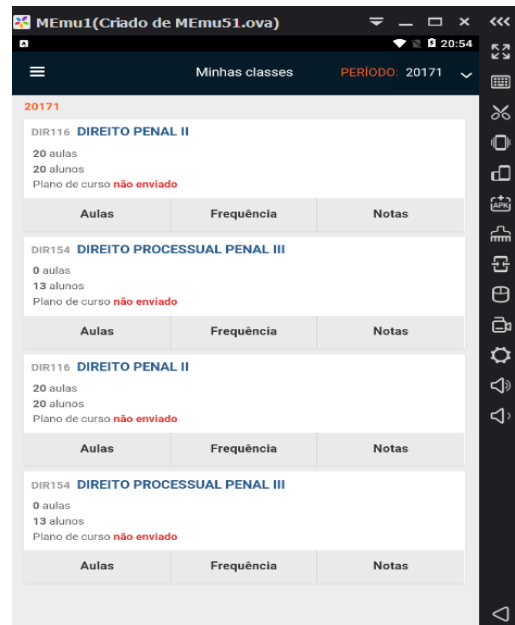 MEmu1(Criado de MEmu51.ova)
20:54
Minhas classes PERÍODO: 20171
20171
DIR116 DIREITO PENAL II
20 aulas
20 alunos
Plano de curso não enviado
Aulas Frequência Notas
DIR154 DIREITO PROCESSUAL PENAL III
0 aulas
13 alunos
Plano de curso não enviado
Aulas Frequência Notas
DIR116 DIREITO PENAL II
20 aulas
20 alunos
Plano de curso não enviado
Aulas Frequência Notas
DIR154 DIREITO PROCESSUAL PENAL III
0 aulas
13 alunos
Plano de curso não enviado
Aulas Frequência Notas
APK